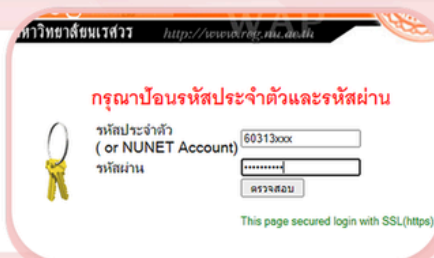 มหาวิทยาลัยนเรศวร http://www.reg.nu.ac.th
กรุณาป้อนรหัสประจำตัวและรหัสผ่าน
รหัสประจำตัว
( or NUNET Account) 60313xxx
รหัสผ่าน ••••••••••
ตรวจสอบ
This page secured login with SSL(https)